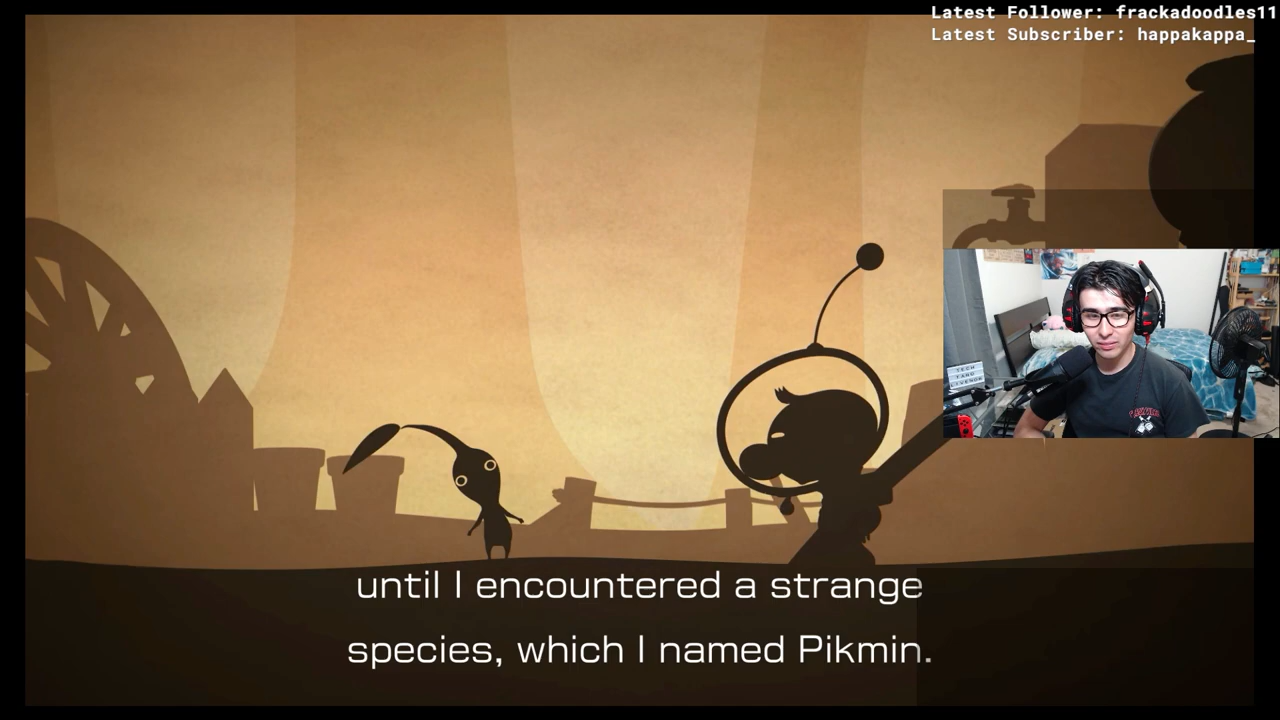 Latest Follower: frackadoodles11
Latest Subscriber: happakappa_
until I encountered a strange
species, which I named Pikmin.